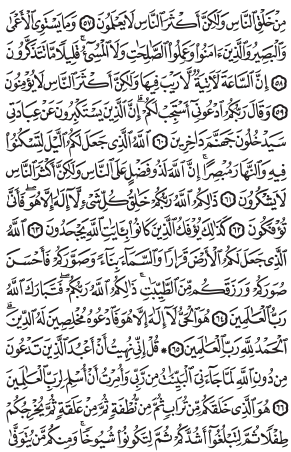 مِنْ خَلْقِ ٱلنَّاسِ وَلَٰكِنَّ أَكْثَرَ ٱلنَّاسِ لَا يَعْلَمُونَ ٥٧ وَمَا يَسْتَوِى ٱلْأَعْمَىٰ
وَٱلْبَصِيرُ وَٱلَّذِينَ ءَامَنُوا۟ وَعَمِلُوا۟ ٱلصَّٰلِحَٰتِ وَلَا ٱلْمُسِىٓءُ ۚ قَلِيلًا مَّا تَتَذَكَّرُونَ
٥٨ إِنَّ ٱلسَّاعَةَ لَءَاتِيَةٌ لَّا رَيْبَ فِيهَا وَلَٰكِنَّ أَكْثَرَ ٱلنَّاسِ لَا يُؤْمِنُونَ
٥٩ وَقَالَ رَبُّكُمُ ٱدْعُونِىٓ أَسْتَجِبْ لَكُمْ ۚ إِنَّ ٱلَّذِينَ يَسْتَكْبِرُونَ عَنْ عِبَادَتِى
سَيَدْخُلُونَ جَهَنَّمَ دَاخِرِينَ ٦٠ ٱللَّهُ ٱلَّذِى جَعَلَ لَكُمُ ٱلَّيْلَ لِتَسْكُنُوا۟
فِيهِ وَٱلنَّهَارَ مُبْصِرًا ۚ إِنَّ ٱللَّهَ لَذُو فَضْلٍ عَلَى ٱلنَّاسِ وَلَٰكِنَّ أَكْثَرَ ٱلنَّاسِ
لَا يَشْكُرُونَ ٦١ ذَٰلِكُمُ ٱللَّهُ رَبُّكُمْ خَٰلِقُ كُلِّ شَىْءٍ لَّآ إِلَٰهَ إِلَّا هُوَ ۖ فَأَنَّىٰ
تُؤْفَكُونَ ٦٢ كَذَٰلِكَ يُؤْفَكُ ٱلَّذِينَ كَانُوا۟ بِـَٔايَٰتِ ٱللَّهِ يَجْحَدُونَ ٦٣ ٱللَّهُ
ٱلَّذِى جَعَلَ لَكُمُ ٱلْأَرْضَ قَرَارًا وَٱلسَّمَآءَ بِنَآءً وَصَوَّرَكُمْ فَأَحْسَنَ
صُوَرَكُمْ وَرَزَقَكُم مِّنَ ٱلطَّيِّبَٰتِ ۚ ذَٰلِكُمُ ٱللَّهُ رَبُّكُمْ ۖ فَتَبَارَكَ ٱللَّهُ
رَبُّ ٱلْعَٰلَمِينَ ٦٤ هُوَ ٱلْحَىُّ لَآ إِلَٰهَ إِلَّا هُوَ فَٱدْعُوهُ مُخْلِصِينَ لَهُ ٱلدِّينَ ۗ
ٱلْحَمْدُ لِلَّهِ رَبِّ ٱلْعَٰلَمِينَ ٦٥ ۞ قُلْ إِنِّى نُهِيتُ أَنْ أَعْبُدَ ٱلَّذِينَ تَدْعُونَ
مِن دُونِ ٱللَّهِ لَمَّا جَآءَنِىَ ٱلْبَيِّنَٰتُ مِن رَّبِّى وَأُمِرْتُ أَنْ أُسْلِمَ لِرَبِّ ٱلْعَٰلَمِينَ
٦٦ هُوَ ٱلَّذِى خَلَقَكُم مِّن تُرَابٍ ثُمَّ مِن نُّطْفَةٍ ثُمَّ مِنْ عَلَقَةٍ ثُمَّ يُخْرِجُكُمْ
طِفْلًا ثُمَّ لِتَبْلُغُوٓا۟ أَشُدَّكُمْ ثُمَّ لِتَكُونُوا۟ شُيُوخًا ۚ وَمِنكُم مَّن يُتَوَفَّىٰ